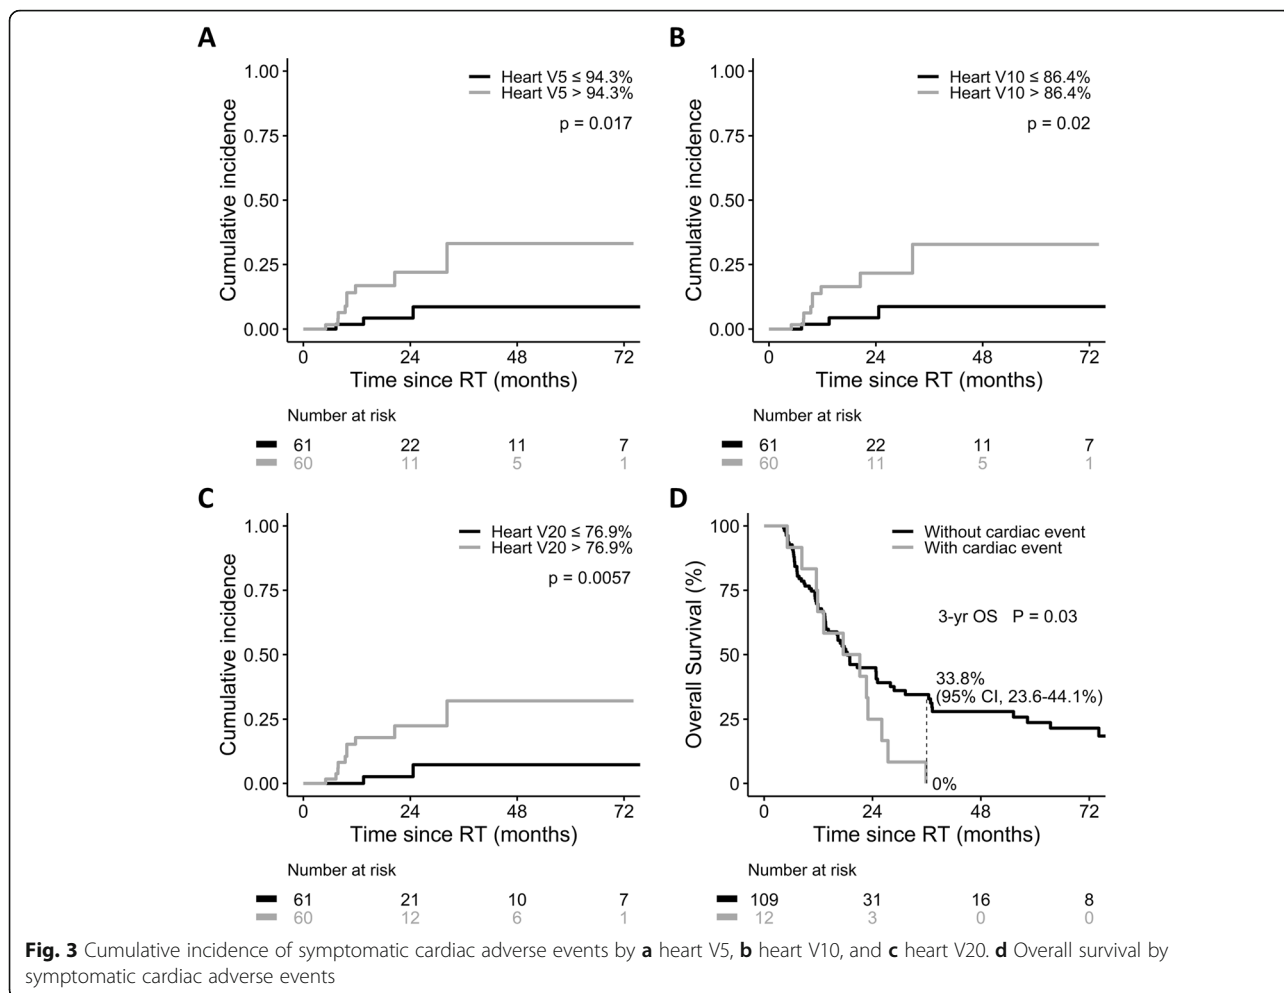 A
1.00
0.75
0.50
0.25
0.00
Cumulative incidence
Heart V5 ≤ 94.3%
Heart V5 > 94.3%
p = 0.017
0 24 48 72
Time since RT (months)
Number at risk
61 22 11 7
60 11 5 1
B
1.00
0.75
0.50
0.25
0.00
Cumulative incidence
Heart V10 ≤ 86.4%
Heart V10 > 86.4%
p = 0.02
0 24 48 72
Time since RT (months)
Number at risk
61 22 11 7
60 11 5 1
C
1.00
0.75
0.50
0.25
0.00
Cumulative incidence
Heart V20 ≤ 76.9%
Heart V20 > 76.9%
p = 0.0057
0 24 48 72
Time since RT (months)
Number at risk
61 21 10 7
60 12 6 1
D
100
75
50
25
0
Overall Survival (%)
Without cardiac event
With cardiac event
3-yr OS P = 0.03
33.8%
(95% CI, 23.6-44.1%)
0%
0 24 48 72
Time since RT (months)
Number at risk
109 31 16 8
12 3 0 0
Fig. 3 Cumulative incidence of symptomatic cardiac adverse events by a heart V5, b heart V10, and c heart V20. d Overall survival by
symptomatic cardiac adverse events